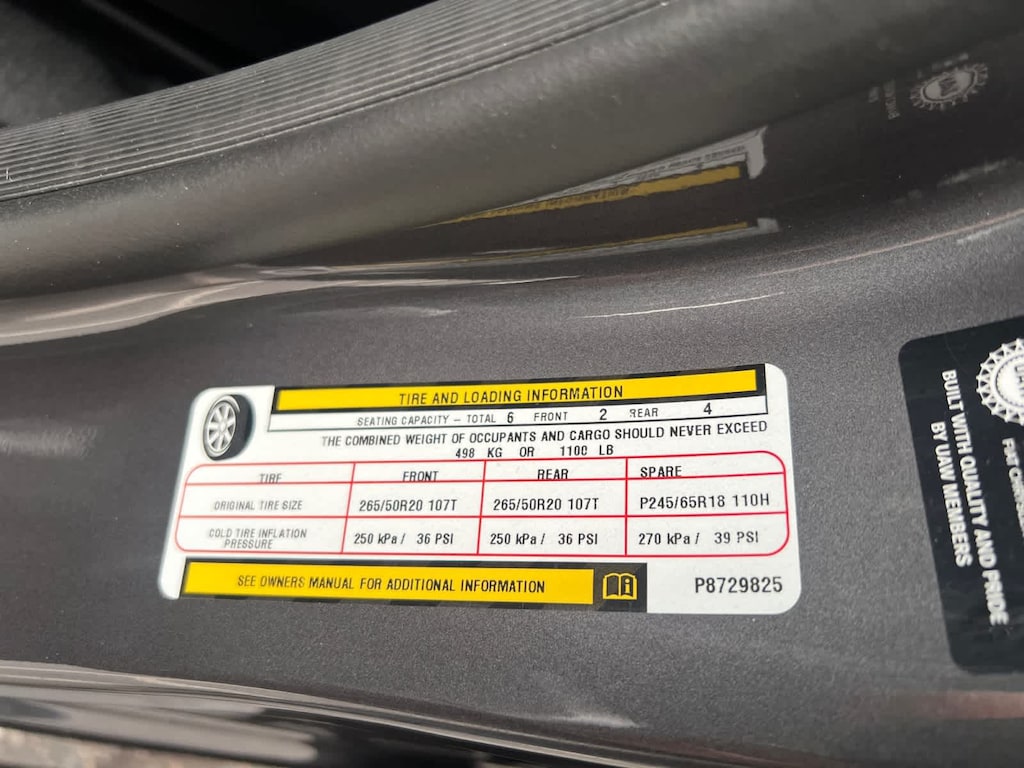 TIRE AND LOADING INFORMATION
SEATING CAPACITY – TOTAL 6 FRONT 2 REAR 4
THE COMBINED WEIGHT OF OCCUPANTS AND CARGO SHOULD NEVER EXCEED
498 KG OR 1100 LB
TIRE FRONT REAR SPARE
ORIGINAL TIRE SIZE 265/50R20 107T 265/50R20 107T P245/65R18 110H
COLD TIRE INFLATION
PRESSURE 250 kPa / 36 PSI 250 kPa / 36 PSI 270 kPa / 39 PSI
SEE OWNERS MANUAL FOR ADDITIONAL INFORMATION
P8729825
BUILT WITH QUALITY AND PRIDE
BY UAW MEMBERS